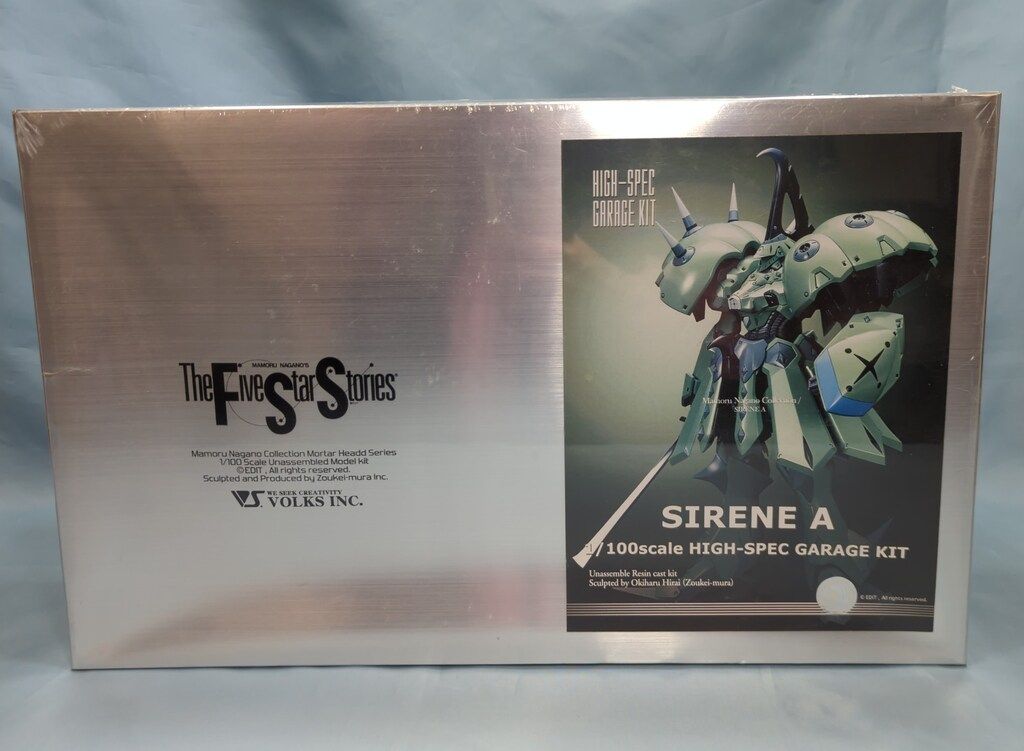 MAMORU NAGANO'S
The Five Star Stories
Mamoru Nagano Collection Mortar Headd Series
1/100 Scale Unassembled Model Kit
©EDIT , All rights reserved.
Sculpted and Produced by Zoukei-mura Inc.
VS. WE SEEK CREATIVITY
VOLKS INC.
HIGH-SPEC
GARAGE KIT
Mamoru Nagano Collection /
SIRENE A
SIRENE A
1/100scale HIGH-SPEC GARAGE KIT
Unassemble Resin cast kit
Sculpted by Okiharu Hirai (Zoukei-mura)
© EDIT , All rights reserved.